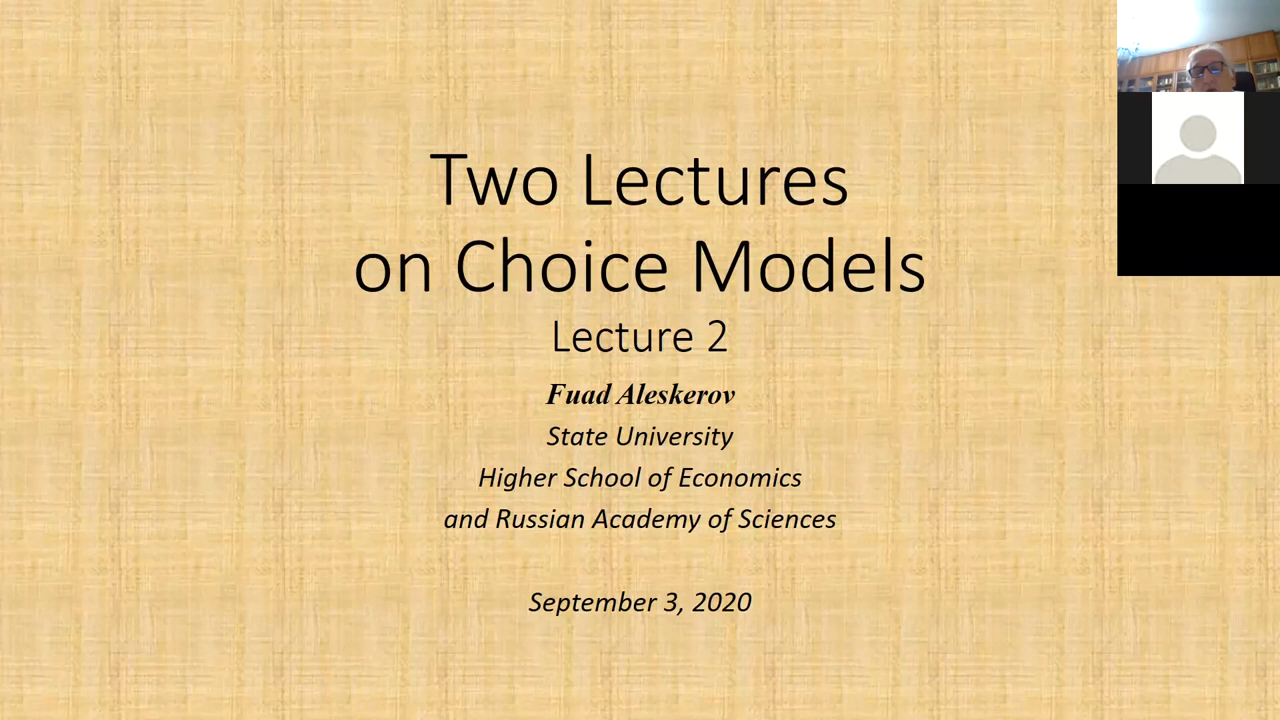 Two Lectures
on Choice Models
Lecture 2
Fuad Aleskerov
State University
Higher School of Economics
and Russian Academy of Sciences
September 3, 2020